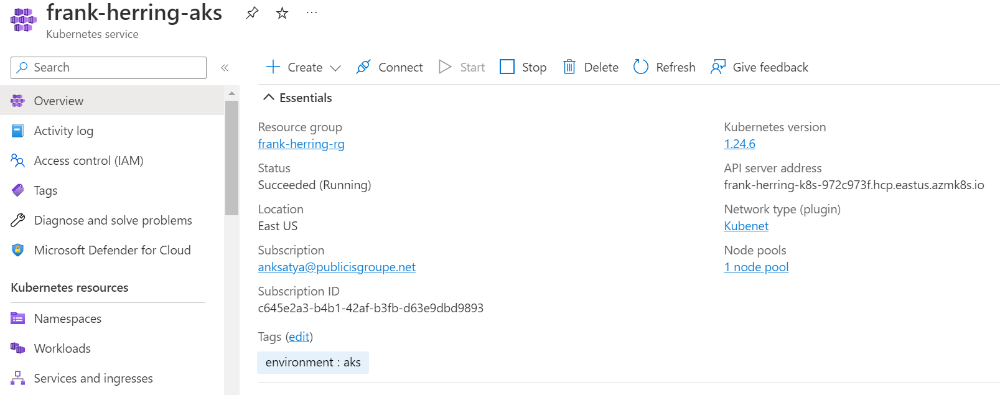 frank-herring-aks
Kubernetes service
Search
Overview
Activity log
Access control (IAM)
Tags
Diagnose and solve problems
Microsoft Defender for Cloud
Kubernetes resources
Namespaces
Workloads
Services and ingresses
Create
Connect
Start
Stop
Delete
Refresh
Give feedback
Essentials
Resource group
frank-herring-rg
Status
Succeeded (Running)
Location
East US
Subscription
anksatya@publicisgroupe.net
Subscription ID
c645e2a3-b4b1-42af-b3fb-d63e9dbd9893
Kubernetes version
1.24.6
API server address
frank-herring-k8s-972c973f.hcp.eastus.azmk8s.io
Network type (plugin)
Kubenet
Node pools
1 node pool
Tags (edit)
environment : aks